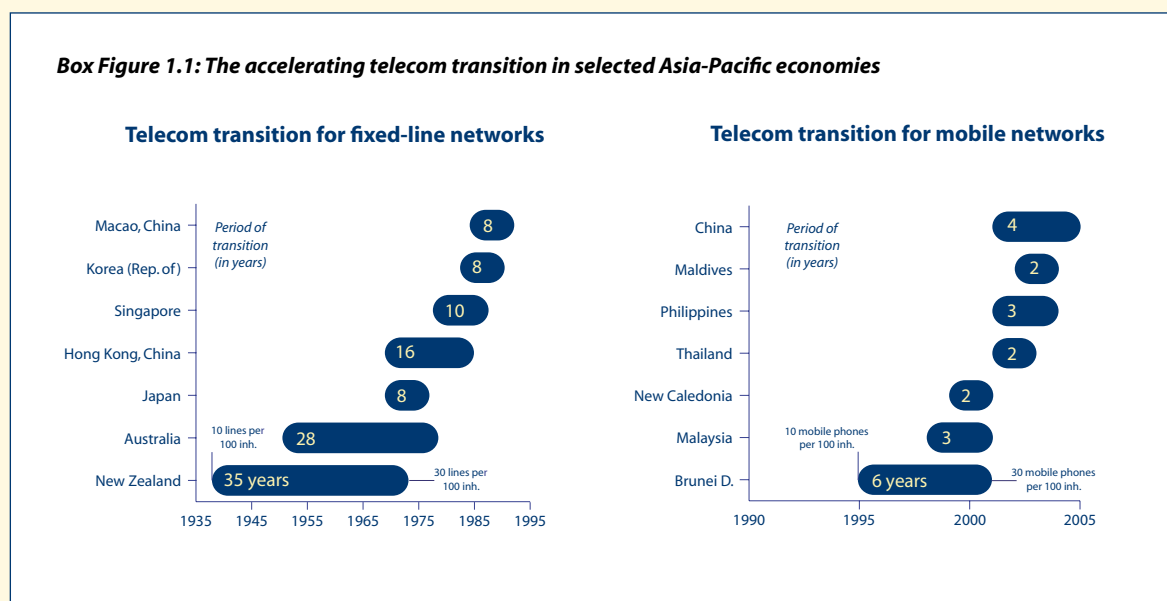 Box Figure 1.1: The accelerating telecom transition in selected Asia-Pacific economies
Telecom transition for fixed-line networks
Period of
transition
(in years)
Macao, China
8
Korea (Rep. of)
8
Singapore
10
Hong Kong, China
16
Japan
8
10 lines per
100 inh.
Australia
28
New Zealand
35 years
30 lines per
100 inh.
1935
1945
1955
1965
1975
1985
1995
Telecom transition for mobile networks
Period of
transition
(in years)
China
4
Maldives
2
Philippines
3
Thailand
2
New Caledonia
2
10 mobile phones
per 100 inh.
Malaysia
3
Brunei D.
6 years
30 mobile phones
per 100 inh.
1990
1995
2000
2005